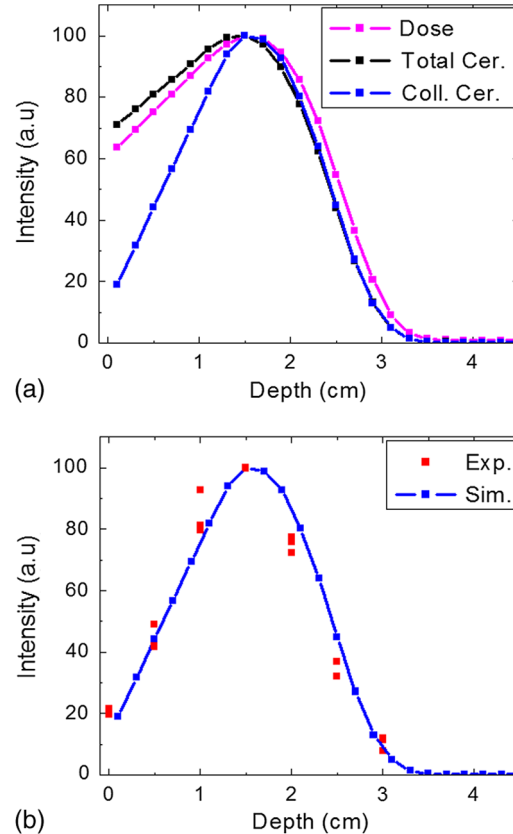 Dose
Total Cer.
Coll. Cer.
100
80
60
40
20
0
Intensity (a.u)
0 1 2 3 4
Depth (cm)
(a)
Exp.
Sim.
100
80
60
40
20
0
Intensity (a.u)
0 1 2 3 4
Depth (cm)
(b)